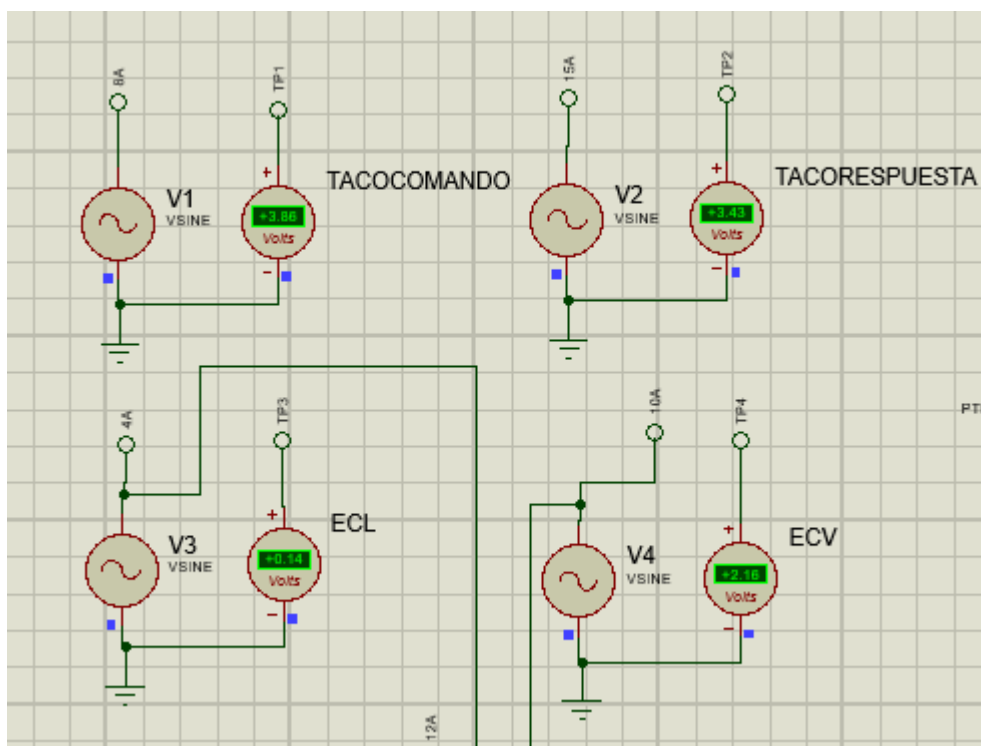 8A
TP1
V1
VSINE
+3.86
Volts
TACOCOMANDO
15A
TP2
V2
VSINE
+3.43
Volts
TACORESPUESTA
4A
TP3
V3
VSINE
+0.14
Volts
ECL
10A
TP4
V4
VSINE
+2.16
Volts
ECV
12A